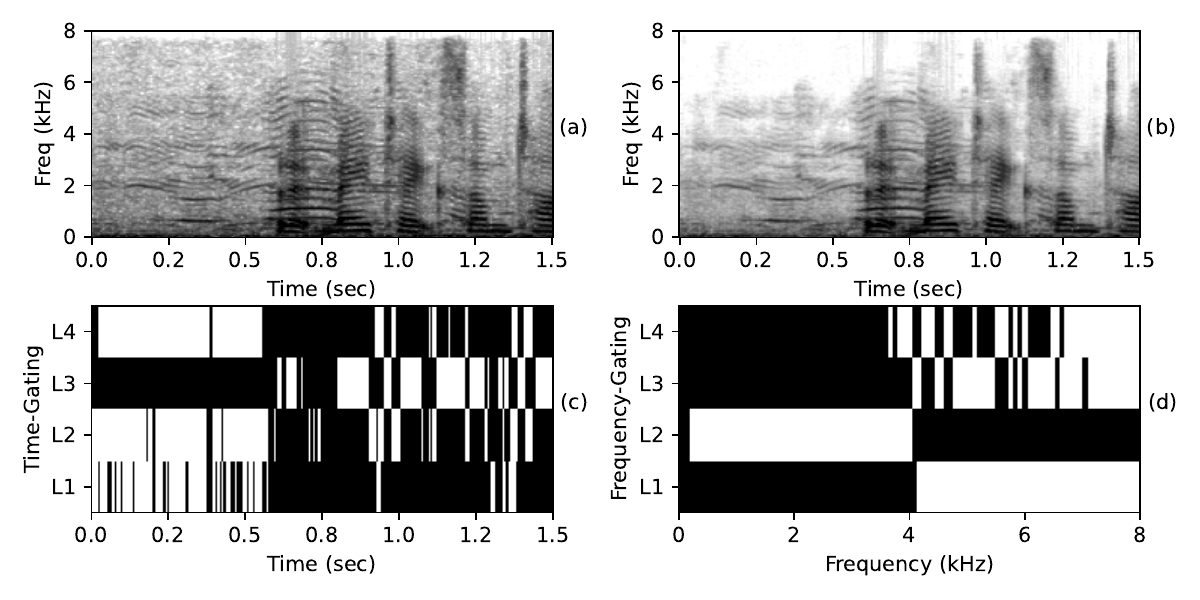 8
6
4
2
0
Freq (kHz)
0.0 0.2 0.5 0.8 1.0 1.2 1.5
Time (sec)
(a)
8
6
4
2
0
Freq (kHz)
0.0 0.2 0.5 0.8 1.0 1.2 1.5
Time (sec)
(b)
L4
L3
L2
L1
Time-Gating
0.0 0.2 0.5 0.8 1.0 1.2 1.5
Time (sec)
(c)
L4
L3
L2
L1
Frequency-Gating
0 2 4 6 8
Frequency (kHz)
(d)